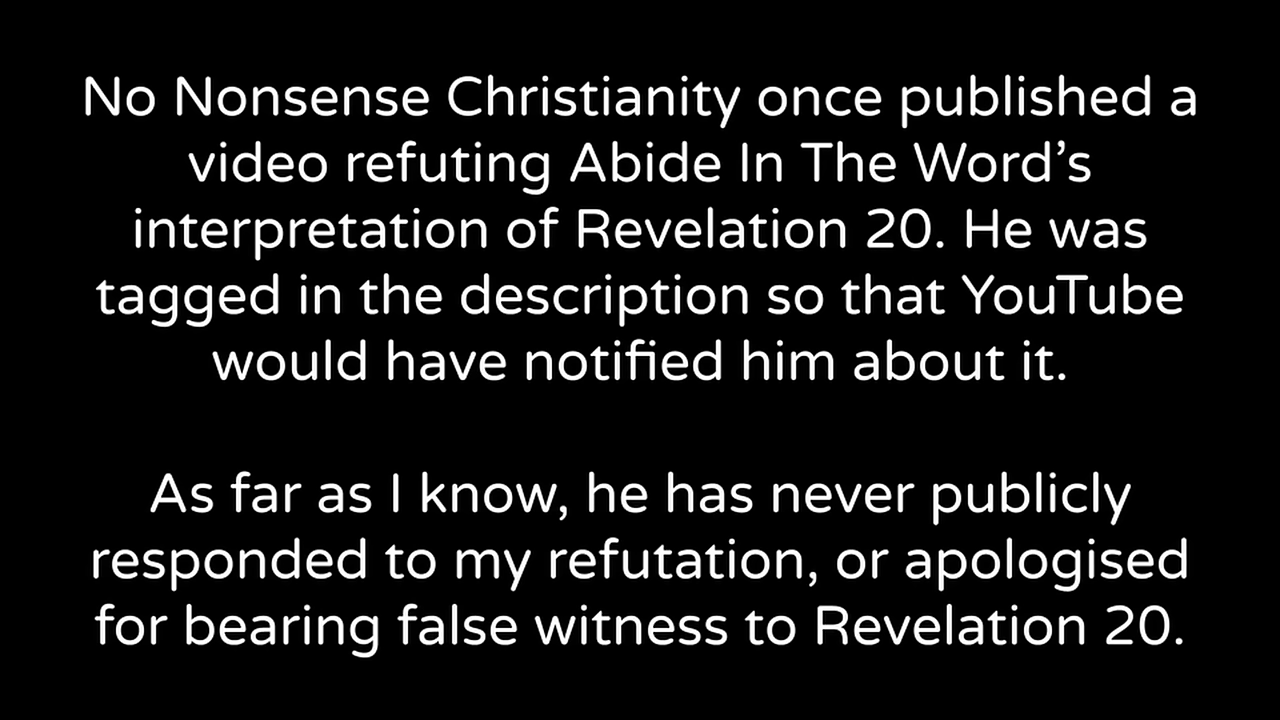 No Nonsense Christianity once published a
video refuting Abide In The Word’s
interpretation of Revelation 20. He was
tagged in the description so that YouTube
would have notified him about it.
As far as I know, he has never publicly
responded to my refutation, or apologised
for bearing false witness to Revelation 20.